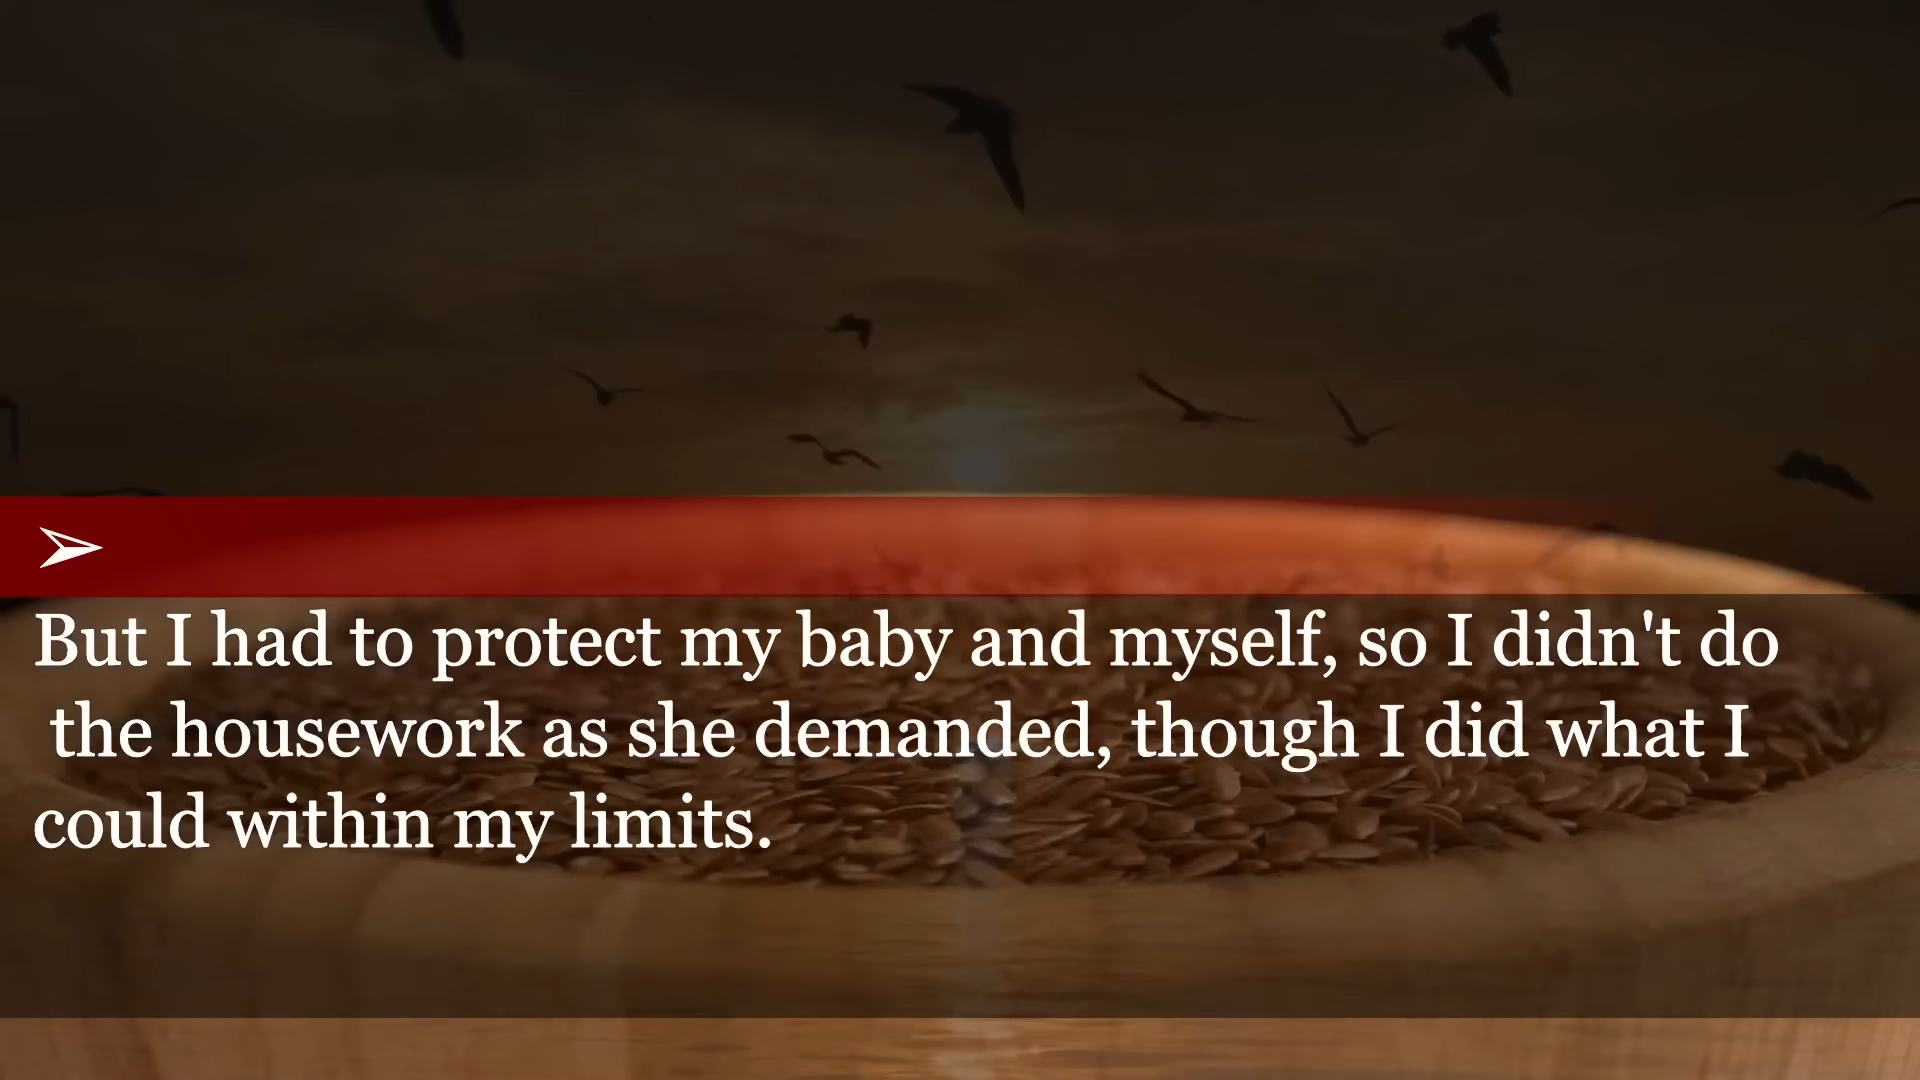 But I had to protect my baby and myself, so I didn't do
the housework as she demanded, though I did what I
could within my limits.